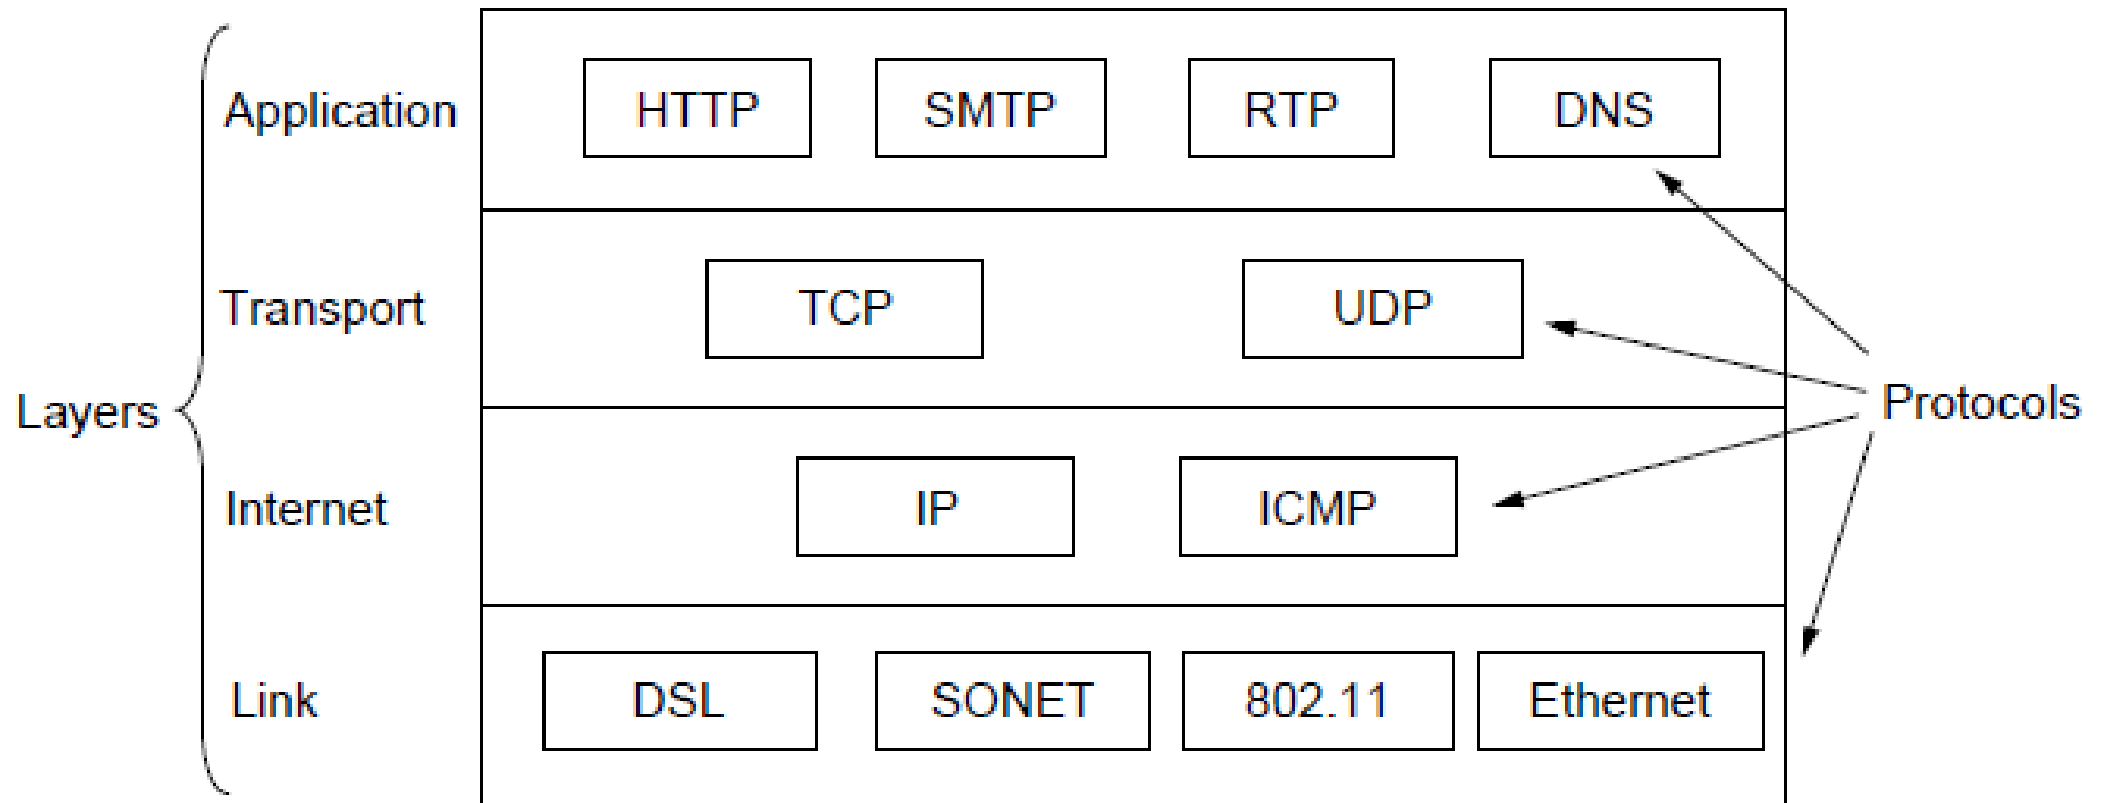 Application HTTP SMTP RTP DNS
Transport TCP UDP
Layers Protocols
Internet IP ICMP
Link DSL SONET 802.11 Ethernet